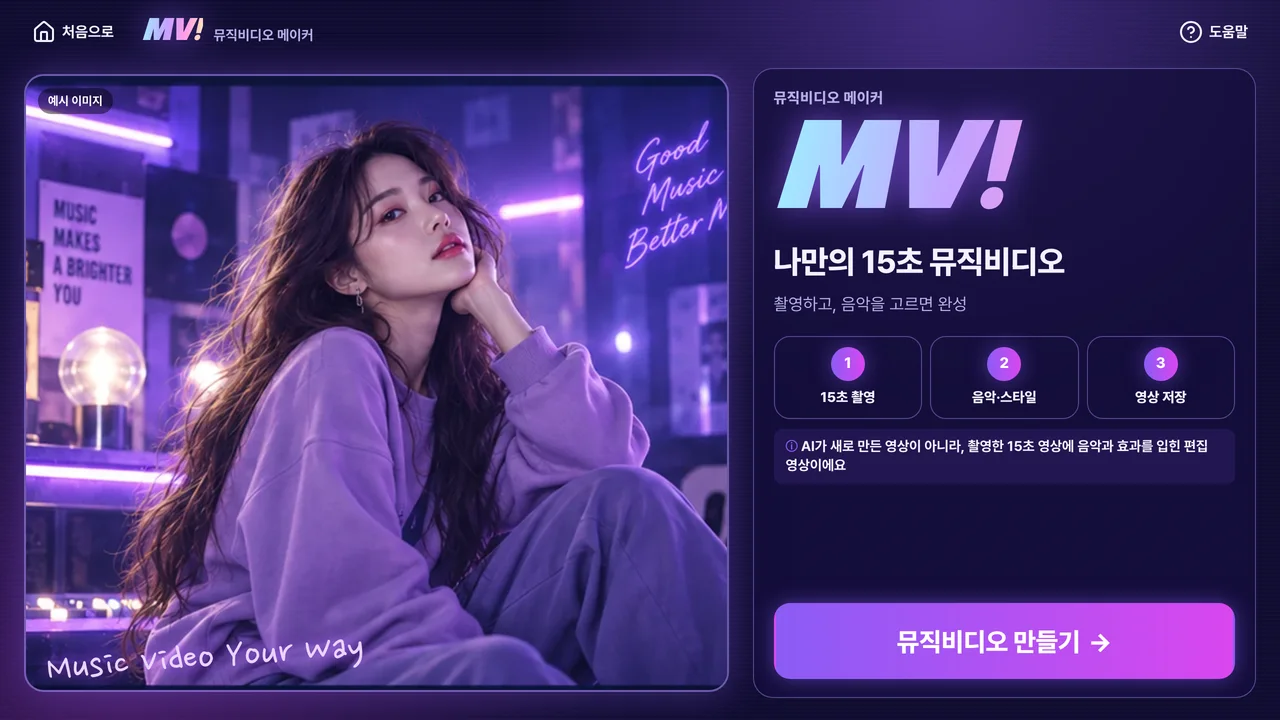 처음으로
MV!
뮤직비디오 메이커
도움말
예시 이미지
MUSIC
MAKES
A BRIGHTER
YOU
Good
Music
Better M
Music Video Your Way
뮤직비디오 메이커
MV!
나만의 15초 뮤직비디오
촬영하고, 음악을 고르면 완성
1
15초 촬영
2
음악·스타일
3
영상 저장
ⓘ AI가 새로 만든 영상이 아니라, 촬영한 15초 영상에 음악과 효과를 입힌 편집
영상이에요
뮤직비디오 만들기 →